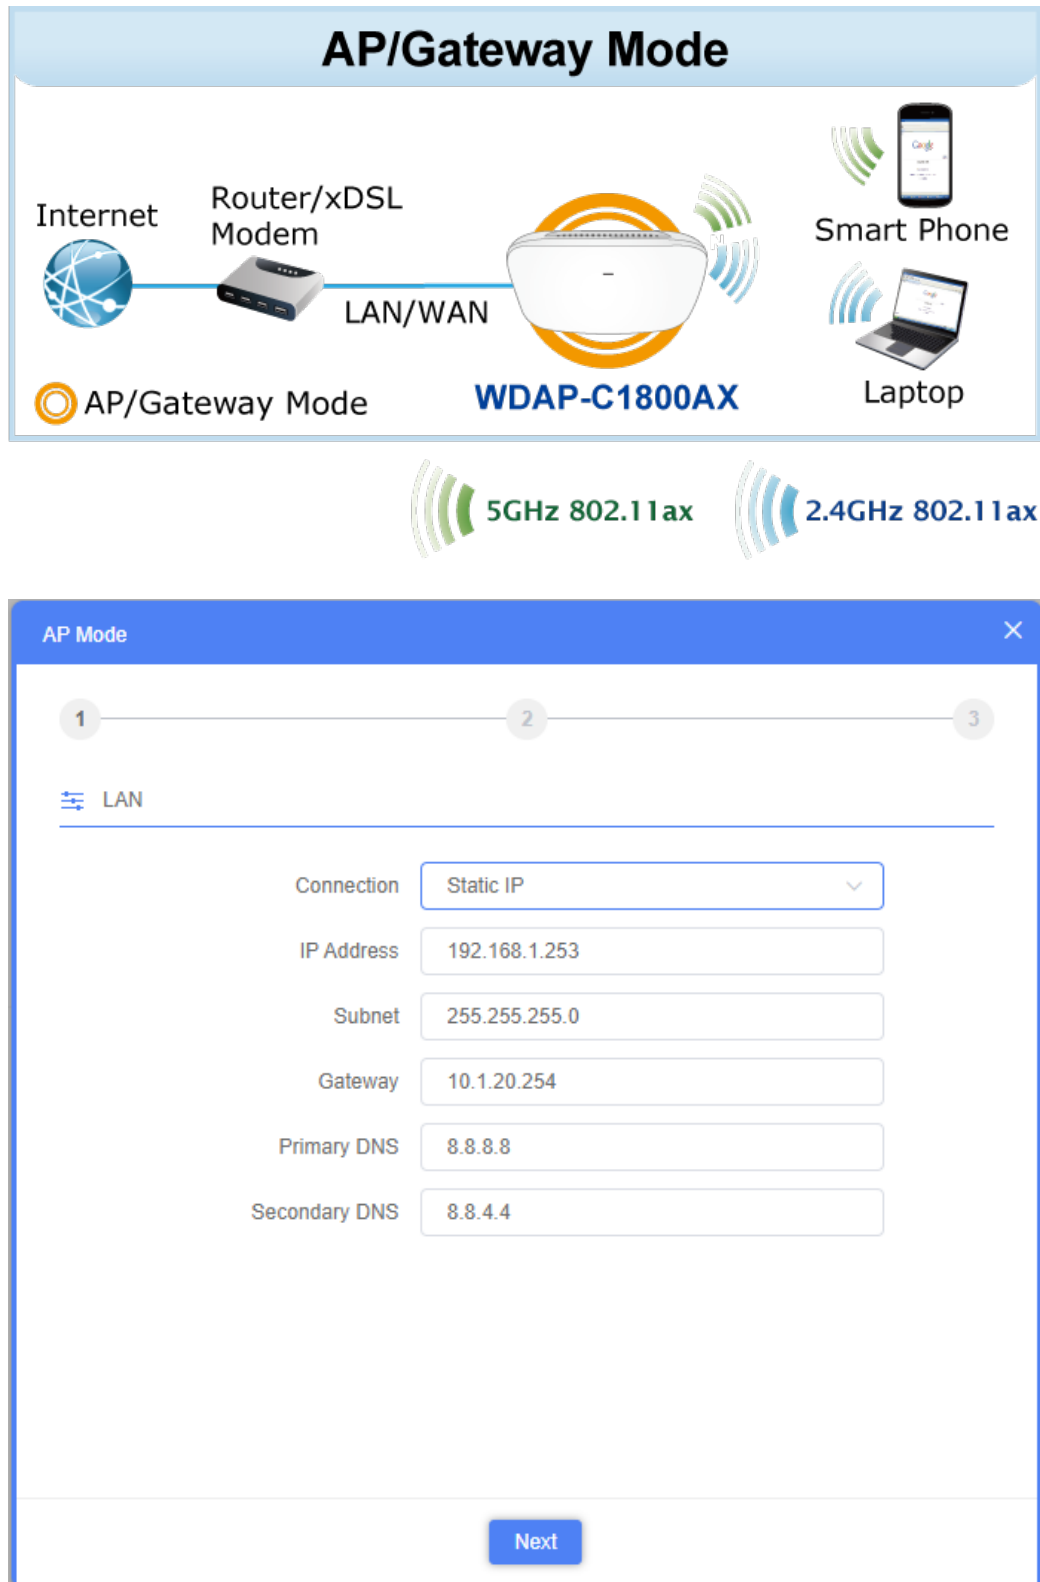 AP/Gateway Mode
Internet
Router/xDSL
Modem
LAN/WAN
Smart Phone
Laptop
AP/Gateway Mode
WDAP-C1800AX
5GHz 802.11ax
2.4GHz 802.11ax
AP Mode
1
2
3
LAN
Connection Static IP
IP Address 192.168.1.253
Subnet 255.255.255.0
Gateway 10.1.20.254
Primary DNS 8.8.8.8
Secondary DNS 8.8.4.4
Next